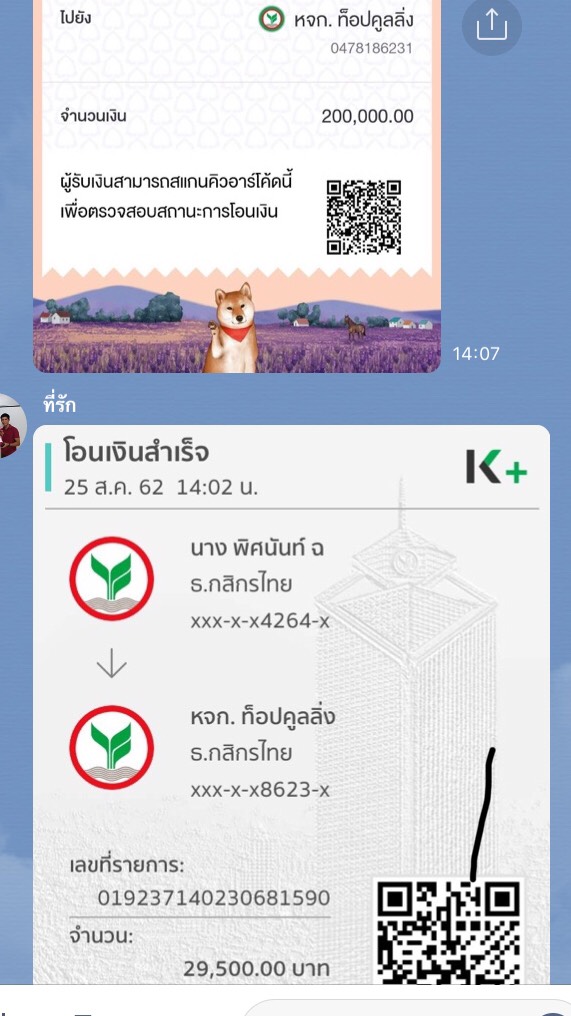 ไปยัง
หจก. ท็อปคูลลิ่ง
0478186231
จำนวนเงิน 200,000.00
ผู้รับเงินสามารถสแกนคิวอาร์โค้ดนี้
เพื่อตรวจสอบสถานะการโอนเงิน
14:07
ที่รัก
โอนเงินสำเร็จ
25 ส.ค. 62 14:02 น.
K+
นาง พิศนันท์ ฉ
ธ.กสิกรไทย
xxx-x-x4264-x
หจก. ท็อปคูลลิ่ง
ธ.กสิกรไทย
xxx-x-x8623-x
เลขที่รายการ:
019237140230681590
จำนวน:
29,500.00 บาท